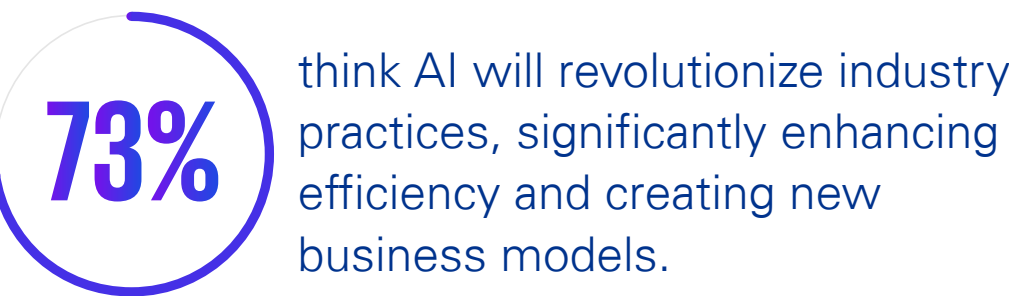 73%
think AI will revolutionize industry
practices, significantly enhancing
efficiency and creating new
business models.